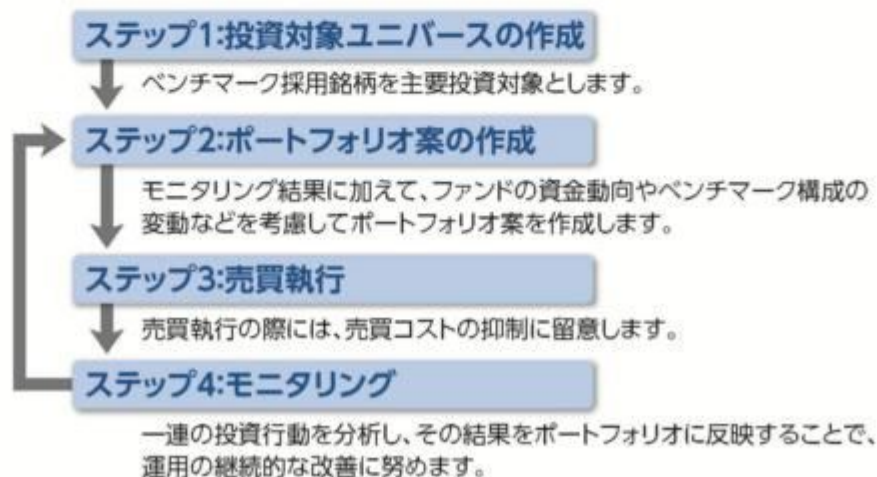 ステップ1:投資対象ユニバースの作成
ベンチマーク採用銘柄を主要投資対象とします。
ステップ2:ポートフォリオ案の作成
モニタリング結果に加えて、ファンドの資金動向やベンチマーク構成の
変動などを考慮してポートフォリオ案を作成します。
ステップ3:売買執行
売買執行の際には、売買コストの抑制に留意します。
ステップ4:モニタリング
一連の投資行動を分析し、その結果をポートフォリオに反映することで、
運用の継続的な改善に努めます。